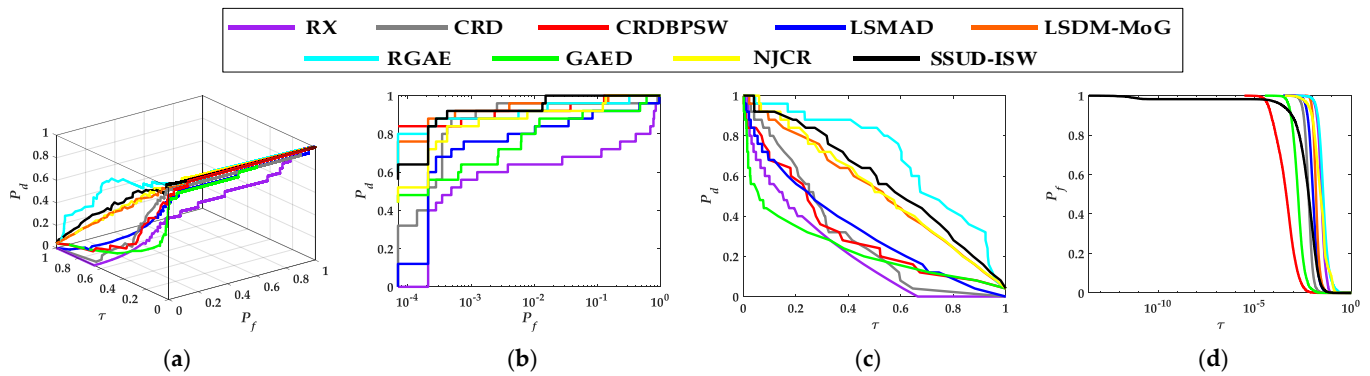 RX CRD CRDBPSW LSMAD LSDM-MoG
RGAE GAED NJCR SSUD-ISW
1
0.8
0.6
0.4
0.2
0
P_d
1
0.8
0.6
0.4
0.2
0
τ
0
0.2
0.4
0.6
0.8
1
P_f
(a)
1
0.8
0.6
0.4
0.2
0
P_d
10^-4 10^-3 10^-2 10^-1 10^0
P_f
(b)
1
0.8
0.6
0.4
0.2
0
P_d
0 0.2 0.4 0.6 0.8 1
τ
(c)
1
0.8
0.6
0.4
0.2
0
P_f
10^-10 10^-5 10^0
τ
(d)